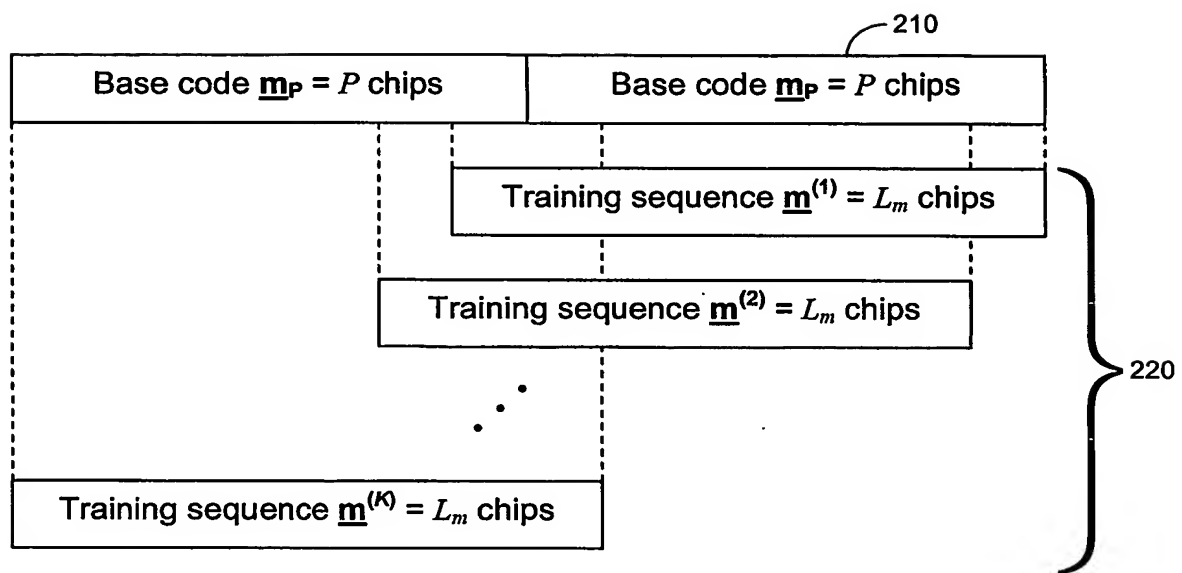 210
Base code m_P = P chips
Base code m_P = P chips
Training sequence m^(1) = L_m chips
Training sequence m^(2) = L_m chips
220
Training sequence m^(K) = L_m chips